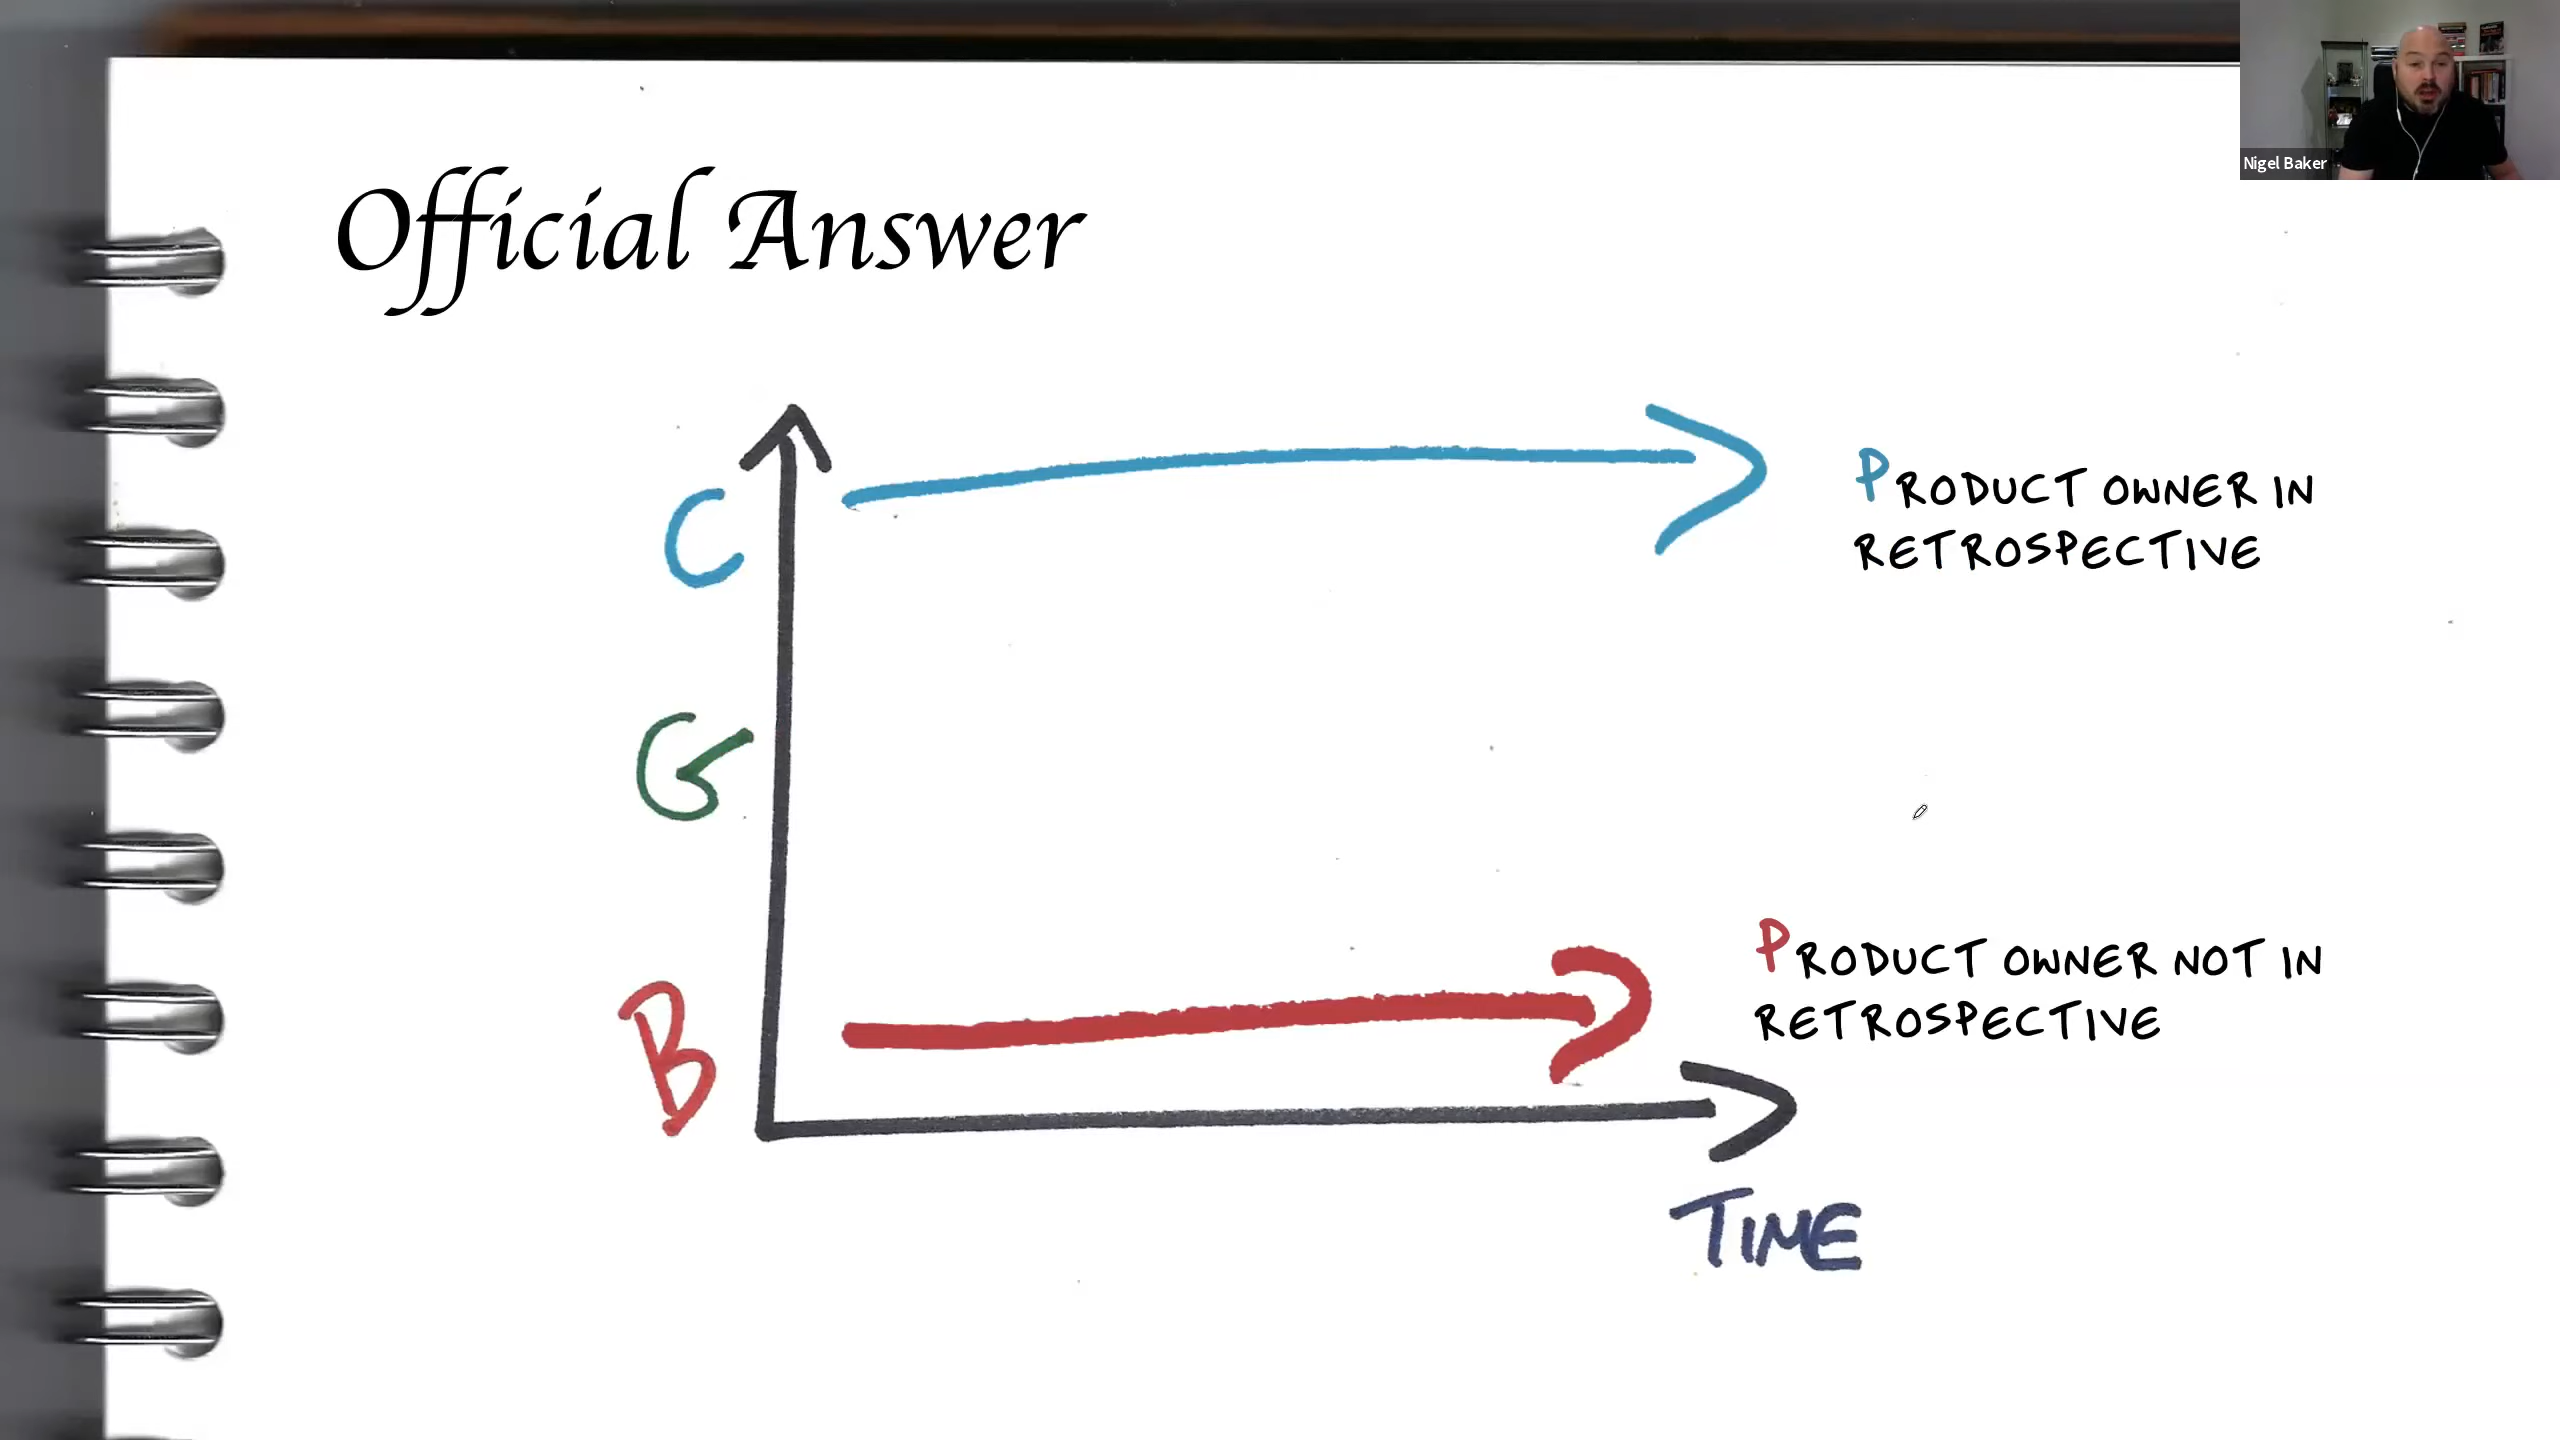 Nigel Baker
Official Answer
C
PRODUCT OWNER IN
RETROSPECTIVE
G
B
PRODUCT OWNER NOT IN
RETROSPECTIVE
TIME